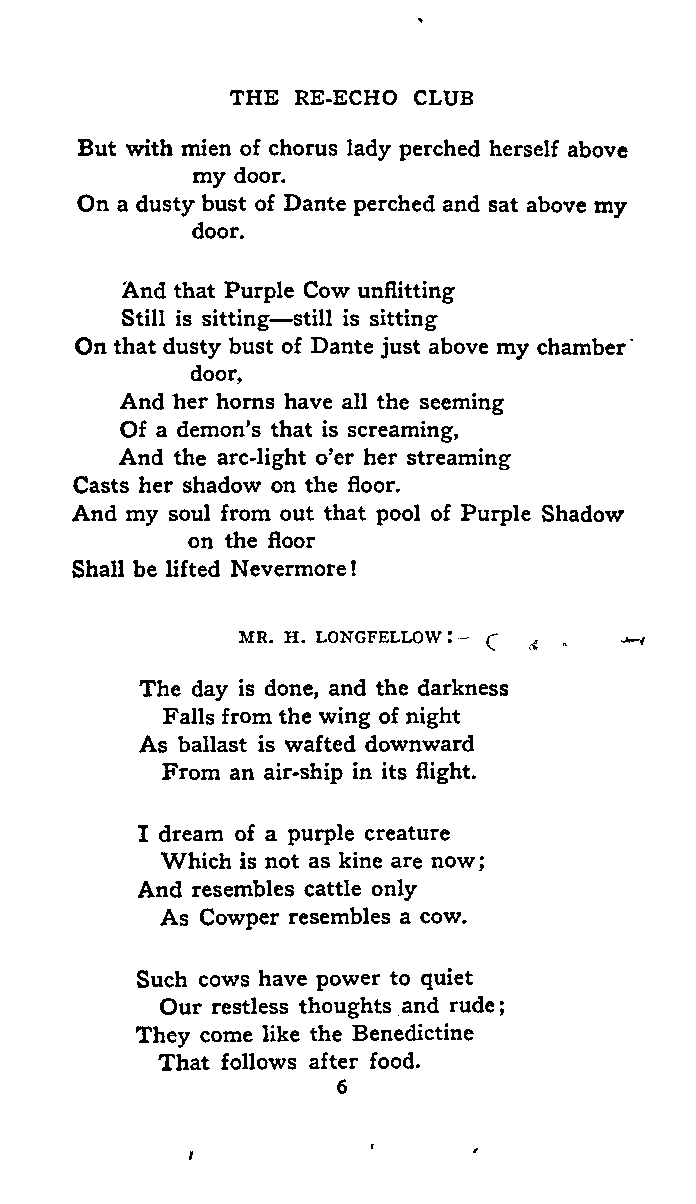 THE RE-ECHO CLUB
But with mien of chorus lady perched herself above
my door.
On a dusty bust of Dante perched and sat above my
door.
And that Purple Cow unflitting
Still is sitting—still is sitting
On that dusty bust of Dante just above my chamber
door,
And her horns have all the seeming
Of a demon's that is screaming,
And the arc-light o'er her streaming
Casts her shadow on the floor.
And my soul from out that pool of Purple Shadow
on the floor
Shall be lifted Nevermore!
MR. H. LONGFELLOW:-
The day is done, and the darkness
Falls from the wing of night
As ballast is wafted downward
From an air-ship in its flight.
I dream of a purple creature
Which is not as kine are now;
And resembles cattle only
As Cowper resembles a cow.
Such cows have power to quiet
Our restless thoughts and rude;
They come like the Benedictine
That follows after food.
6